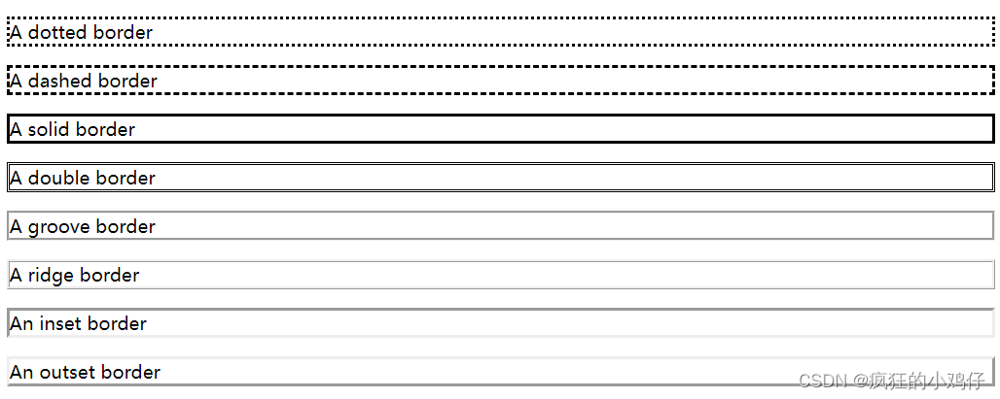 A dotted border
A dashed border
A solid border
A double border
A groove border
A ridge border
An inset border
An outset border
CSDN @疯狂的小鸡仔